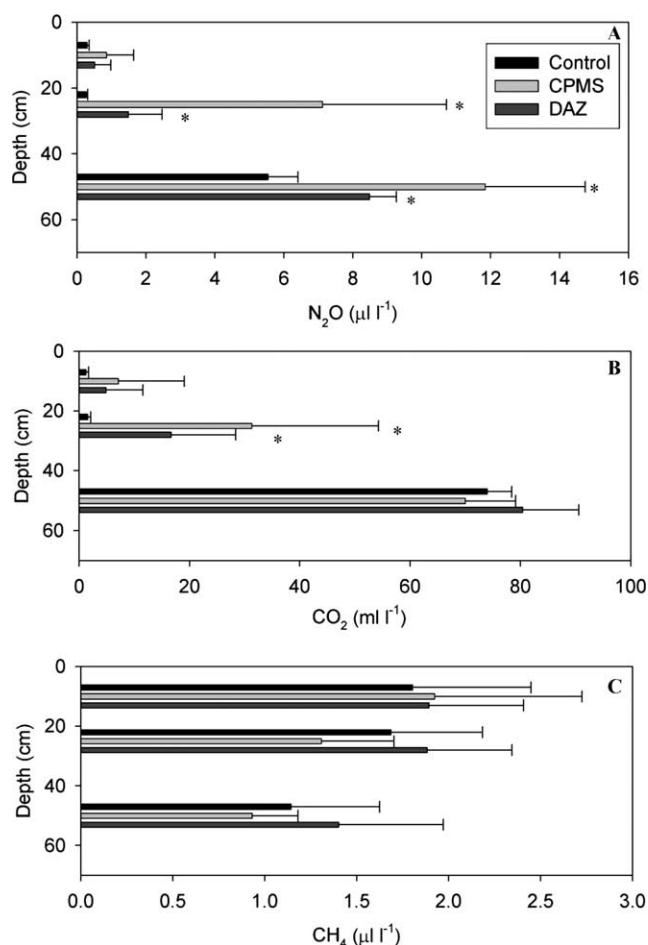 A
Control
CPMS
DAZ
0
20
40
60
Depth (cm)
*
*
*
*
0 2 4 6 8 10 12 14 16
N₂O (µl l⁻¹)
B
0
20
40
60
Depth (cm)
*
*
0 20 40 60 80 100
CO₂ (ml l⁻¹)
C
0
20
40
60
Depth (cm)
0.0 0.5 1.0 1.5 2.0 2.5 3.0
CH₄ (µl l⁻¹)